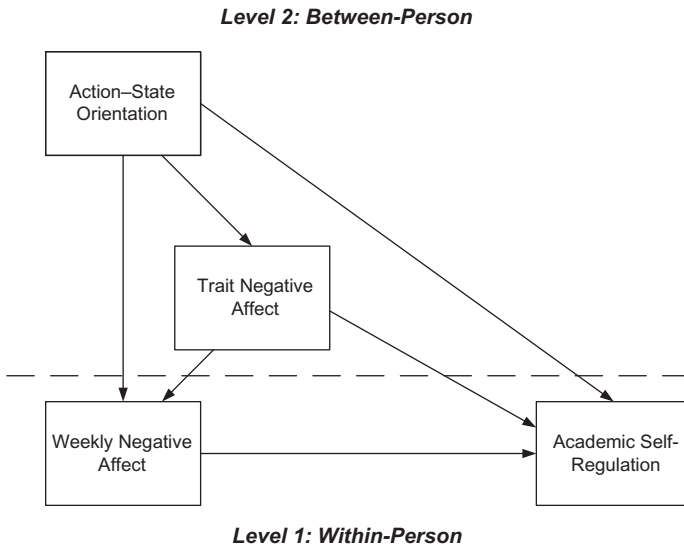 Level 2: Between-Person
Action–State
Orientation
Trait Negative
Affect
Weekly Negative
Affect
Academic Self-
Regulation
Level 1: Within-Person